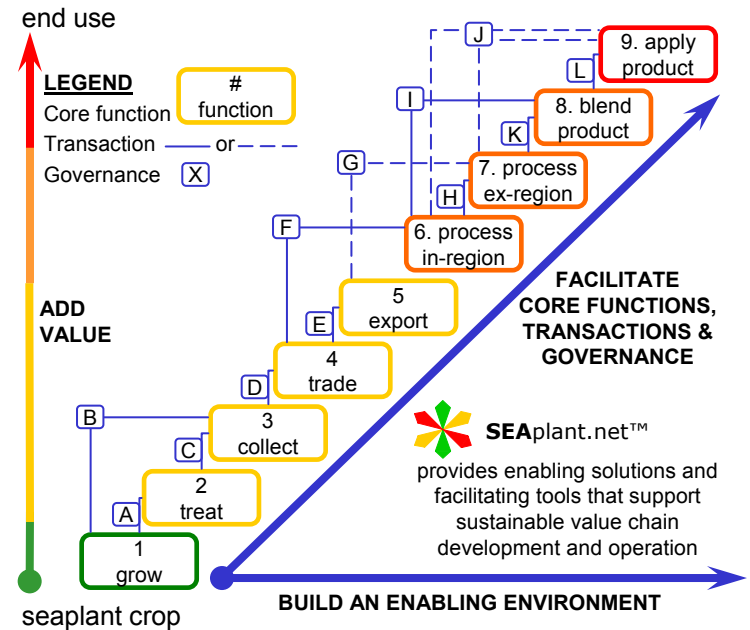 end use
LEGEND
Core function
#
function
Transaction or
Governance X
J
9. apply
product
L
I
8. blend
product
K
G
7. process
ex-region
H
F
6. process
in-region
5
export
E
4
trade
D
B
3
collect
C
2
treat
A
1
grow
ADD
VALUE
FACILITATE
CORE FUNCTIONS,
TRANSACTIONS &
GOVERNANCE
SEAplant.net™
provides enabling solutions and
facilitating tools that support
sustainable value chain
development and operation
BUILD AN ENABLING ENVIRONMENT
seaplant crop